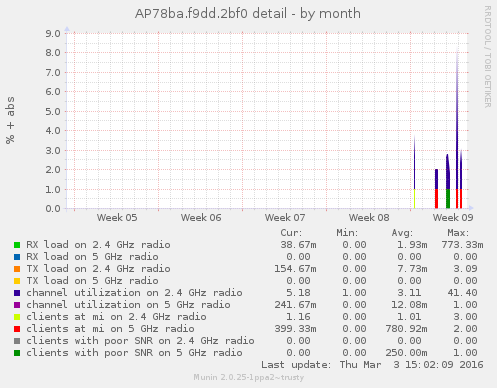 AP78ba.f9dd.2bf0 detail - by month
RRDTOOL / TOBI OETIKER
% + abs
9.0
8.0
7.0
6.0
5.0
4.0
3.0
2.0
1.0
0.0
Week 05 Week 06 Week 07 Week 08 Week 09
Cur: Min: Avg: Max:
RX load on 2.4 GHz radio 38.67m 0.00 1.93m 773.33m
RX load on 5 GHz radio 0.00 0.00 0.00 0.00
TX load on 2.4 GHz radio 154.67m 0.00 7.73m 3.09
TX load on 5 GHz radio 0.00 0.00 0.00 0.00
channel utilization on 2.4 GHz radio 5.18 1.00 3.11 41.40
channel utilization on 5 GHz radio 241.67m 0.00 12.08m 1.00
clients at mi on 2.4 GHz radio 1.16 0.00 1.01 3.00
clients at mi on 5 GHz radio 399.33m 0.00 780.92m 2.00
clients with poor SNR on 2.4 GHz radio 0.00 0.00 0.00 0.00
clients with poor SNR on 5 GHz radio 0.00 0.00 250.00m 1.00
Last update: Thu Mar 3 15:02:09 2016
Munin 2.0.25-1ppa2~trusty